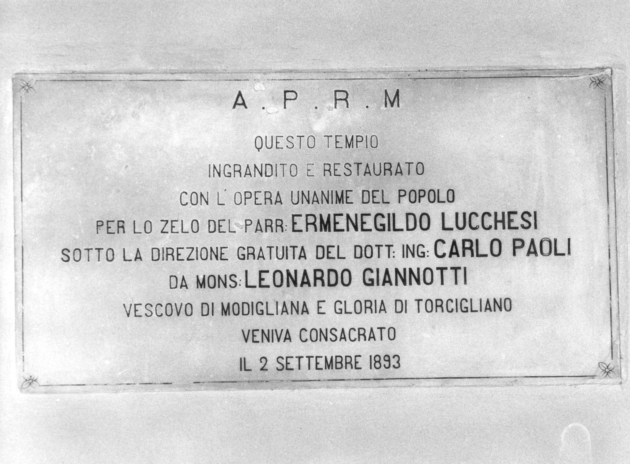 A . P . R . M
QUESTO TEMPIO
INGRANDITO E RESTAURATO
CON L'OPERA UNANIME DEL POPOLO
PER LO ZELO DEL PARR: ERMENEGILDO LUCCHESI
SOTTO LA DIREZIONE GRATUITA DEL DOTT: ING: CARLO PAOLI
DA MONS: LEONARDO GIANNOTTI
VESCOVO DI MODIGLIANA E GLORIA DI TORCIGLIANO
VENIVA CONSACRATO
IL 2 SETTEMBRE 1893